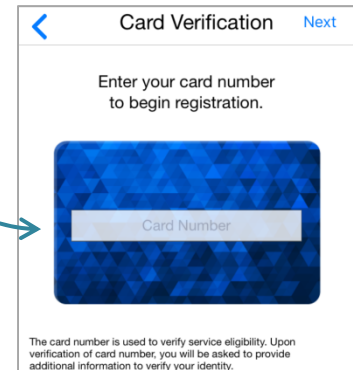 Card Verification Next
Enter your card number
to begin registration.
Card Number
The card number is used to verify service eligibility. Upon
verification of card number, you will be asked to provide
additional information to verify your identity.